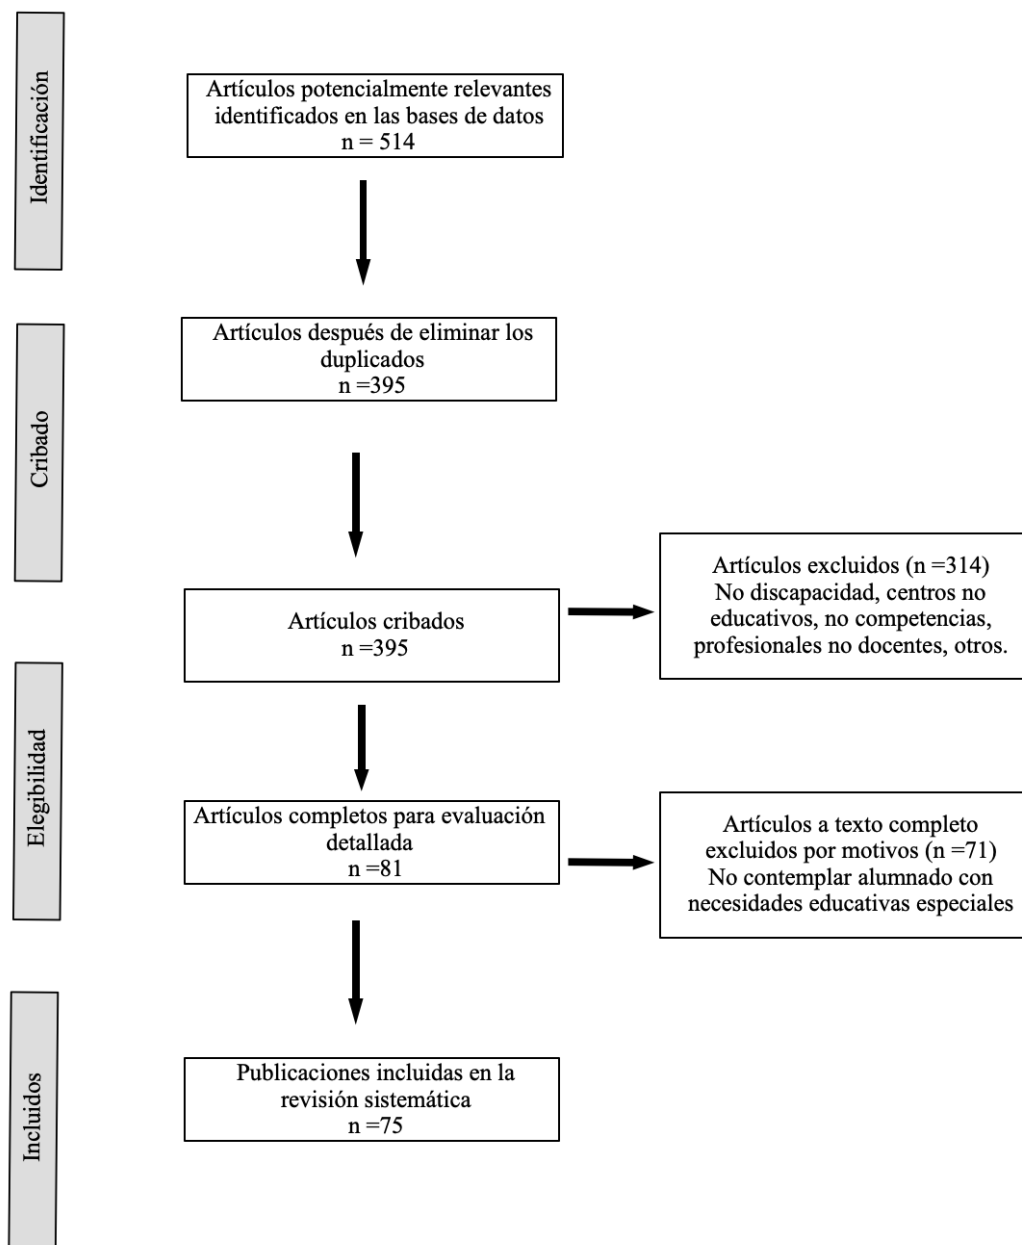 Identificación
Artículos potencialmente relevantes
identificados en las bases de datos
n = 514
Cribado
Artículos después de eliminar los
duplicados
n =395
Artículos cribados
n =395
Artículos excluidos (n =314)
No discapacidad, centros no
educativos, no competencias,
profesionales no docentes, otros.
Elegibilidad
Artículos completos para evaluación
detallada
n =81
Artículos a texto completo
excluidos por motivos (n =71)
No contemplar alumnado con
necesidades educativas especiales
Incluidos
Publicaciones incluidas en la
revisión sistemática
n =75